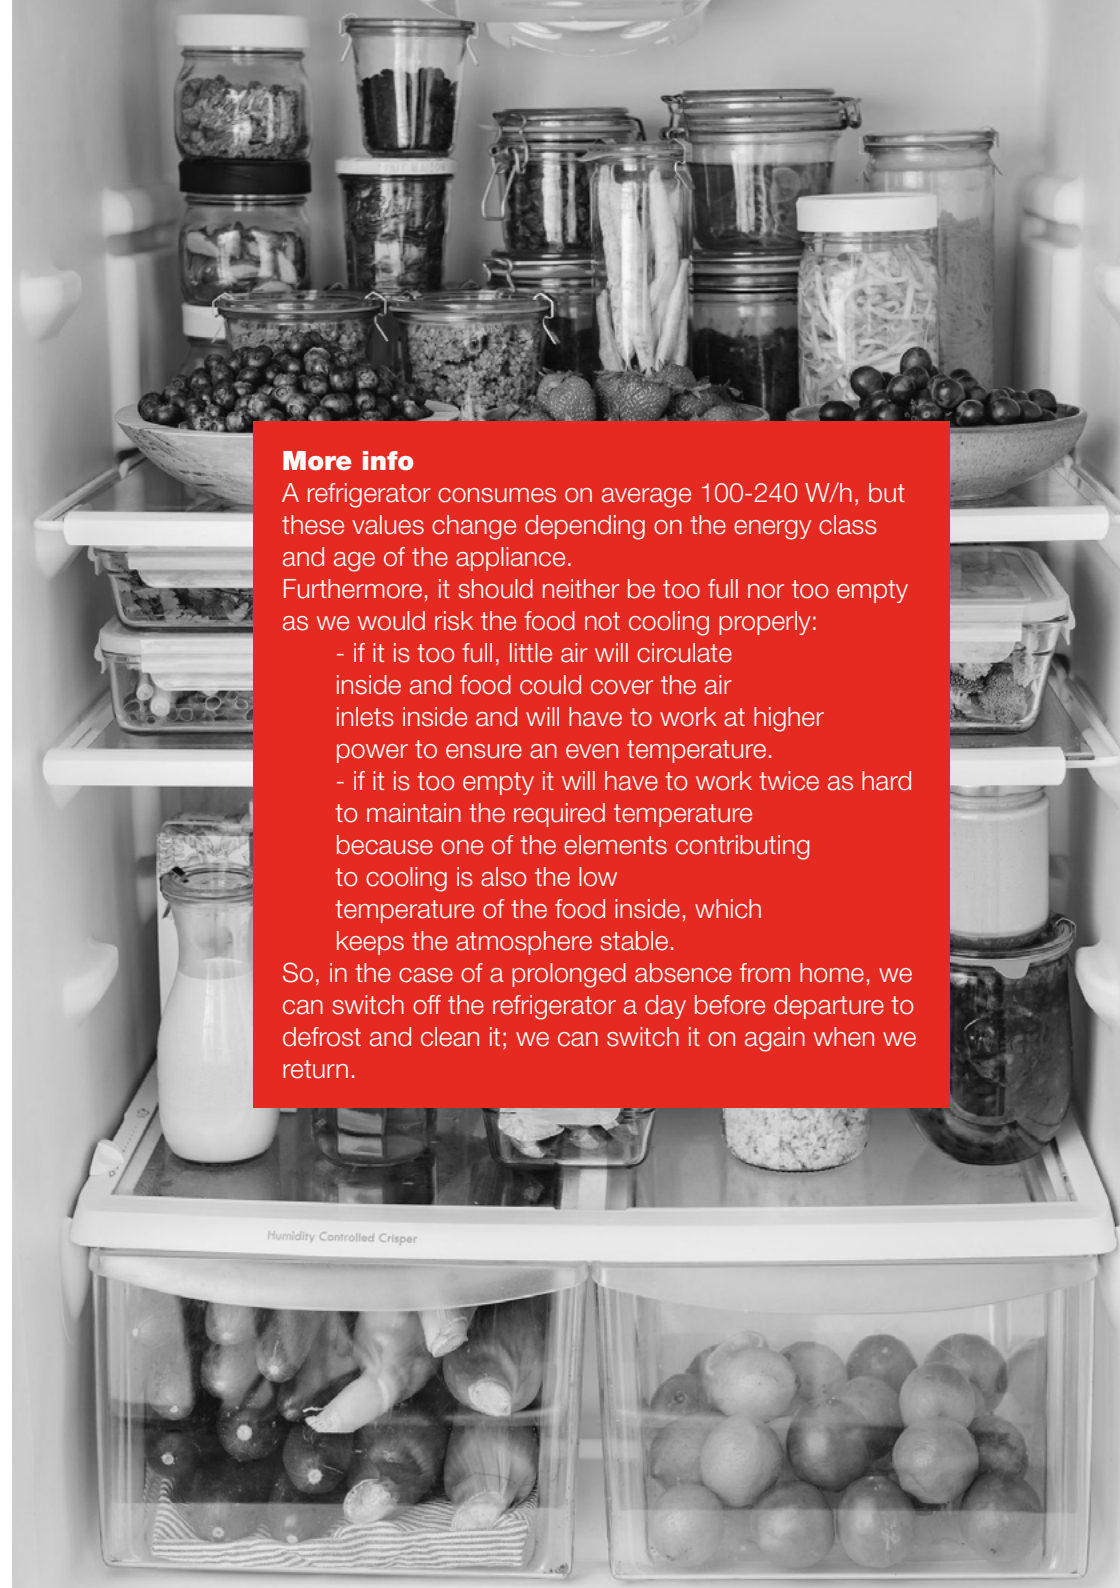 More info
A refrigerator consumes on average 100-240 W/h, but
these values change depending on the energy class
and age of the appliance.
Furthermore, it should neither be too full nor too empty
as we would risk the food not cooling properly:
- if it is too full, little air will circulate
inside and food could cover the air
inlets inside and will have to work at higher
power to ensure an even temperature.
- if it is too empty it will have to work twice as hard
to maintain the required temperature
because one of the elements contributing
to cooling is also the low
temperature of the food inside, which
keeps the atmosphere stable.
So, in the case of a prolonged absence from home, we
can switch off the refrigerator a day before departure to
defrost and clean it; we can switch it on again when we
return.
Humidity Controlled Crisper